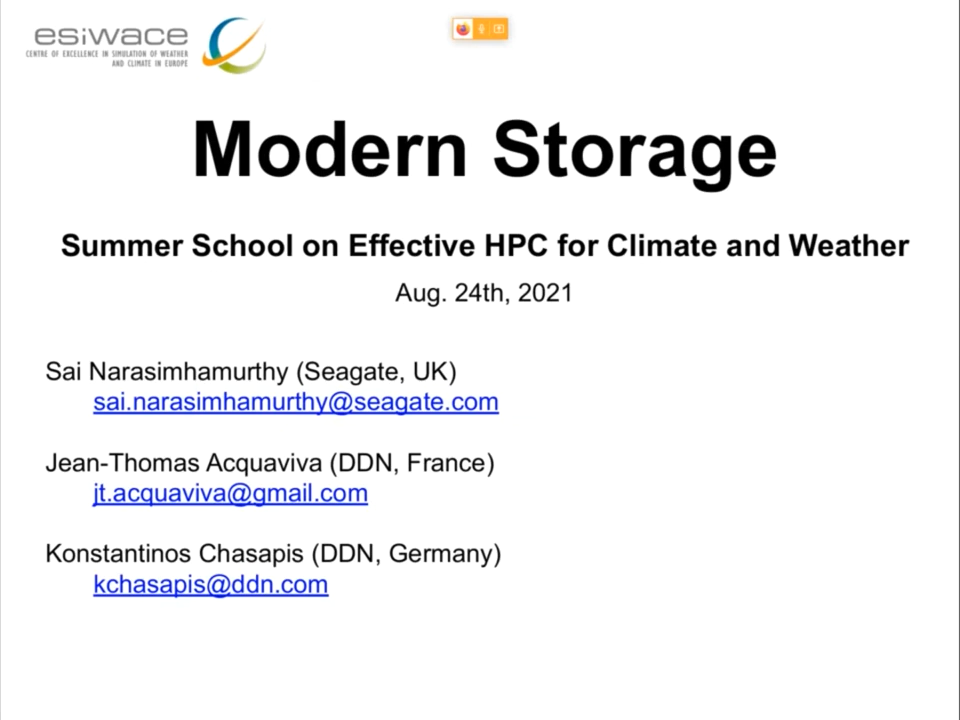 esiwace
CENTRE OF EXCELLENCE IN SIMULATION OF WEATHER
AND CLIMATE IN EUROPE
Modern Storage
Summer School on Effective HPC for Climate and Weather
Aug. 24th, 2021
Sai Narasimhamurthy (Seagate, UK)
sai.narasimhamurthy@seagate.com
Jean-Thomas Acquaviva (DDN, France)
jt.acquaviva@gmail.com
Konstantinos Chasapis (DDN, Germany)
kchasapis@ddn.com